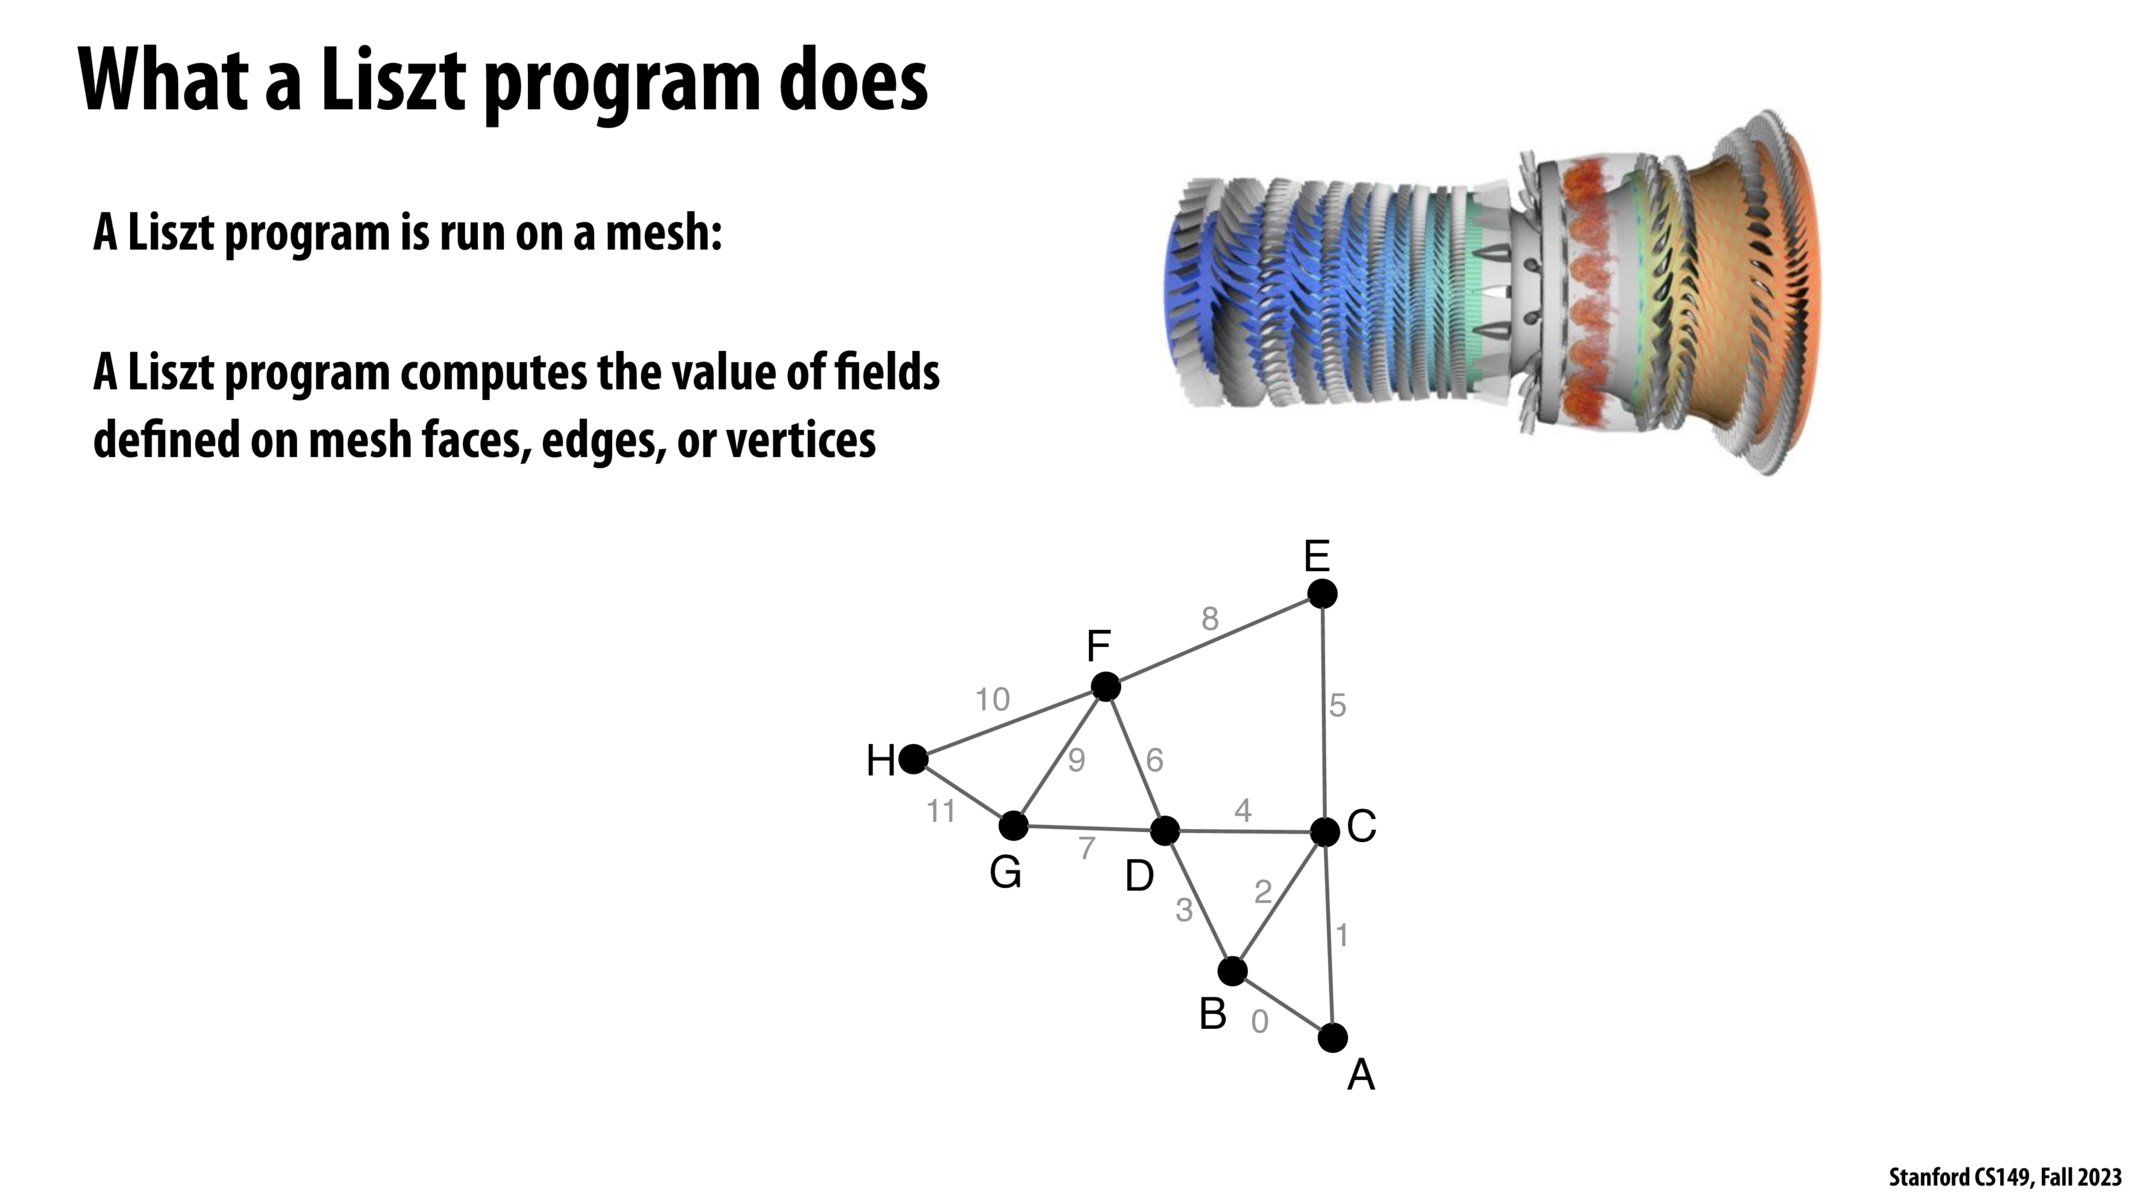 What a Liszt program does
A Liszt program is run on a mesh:
A Liszt program computes the value of fields
defined on mesh faces, edges, or vertices
E
8
F
10
5
H
9
6
11
4
C
G
7
D
2
3
1
B
0
A
Stanford CS149, Fall 2023